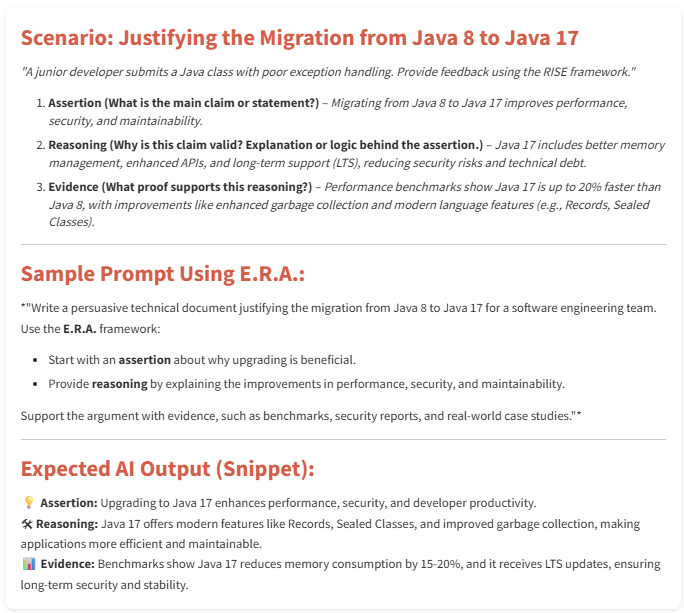 Scenario: Justifying the Migration from Java 8 to Java 17
"A junior developer submits a Java class with poor exception handling. Provide feedback using the RISE framework."
1. Assertion (What is the main claim or statement?) – Migrating from Java 8 to Java 17 improves performance,
security, and maintainability.
2. Reasoning (Why is this claim valid? Explanation or logic behind the assertion.) – Java 17 includes better memory
management, enhanced APIs, and long-term support (LTS), reducing security risks and technical debt.
3. Evidence (What proof supports this reasoning?) – Performance benchmarks show Java 17 is up to 20% faster than
Java 8, with improvements like enhanced garbage collection and modern language features (e.g., Records, Sealed
Classes).
Sample Prompt Using E.R.A.:
*"Write a persuasive technical document justifying the migration from Java 8 to Java 17 for a software engineering team.
Use the E.R.A. framework:
• Start with an assertion about why upgrading is beneficial.
• Provide reasoning by explaining the improvements in performance, security, and maintainability.
Support the argument with evidence, such as benchmarks, security reports, and real-world case studies."*
Expected AI Output (Snippet):
💡 Assertion: Upgrading to Java 17 enhances performance, security, and developer productivity.
🛠 Reasoning: Java 17 offers modern features like Records, Sealed Classes, and improved garbage collection, making
applications more efficient and maintainable.
📊 Evidence: Benchmarks show Java 17 reduces memory consumption by 15-20%, and it receives LTS updates, ensuring
long-term security and stability.